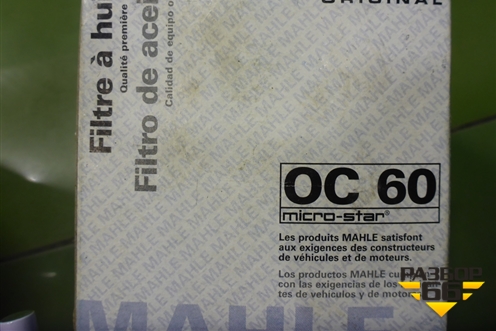 ORIGINAL
Filtre à hu
Qualité première
Filtro de acei
Calidad de equipo o
OC 60
micro-star®
Les produits MAHLE satisfont
aux exigences des constructeurs
de véhicules et de moteurs.
Los productos MAHLE cu
con las exigencias de los
tes de vehículos y de motor
РАЗБОР
66
MAHLE